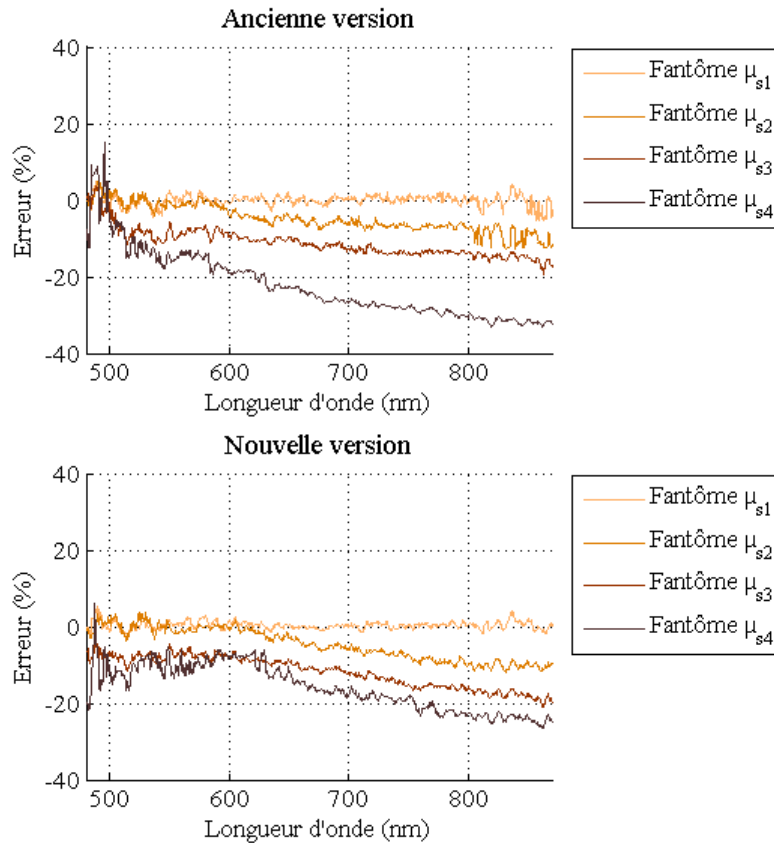 Ancienne version
40
20
0
-20
-40
Erreur (%)
500 600 700 800
Longueur d'onde (nm)
Fantôme μs1
Fantôme μs2
Fantôme μs3
Fantôme μs4
Nouvelle version
40
20
0
-20
-40
Erreur (%)
500 600 700 800
Longueur d'onde (nm)
Fantôme μs1
Fantôme μs2
Fantôme μs3
Fantôme μs4